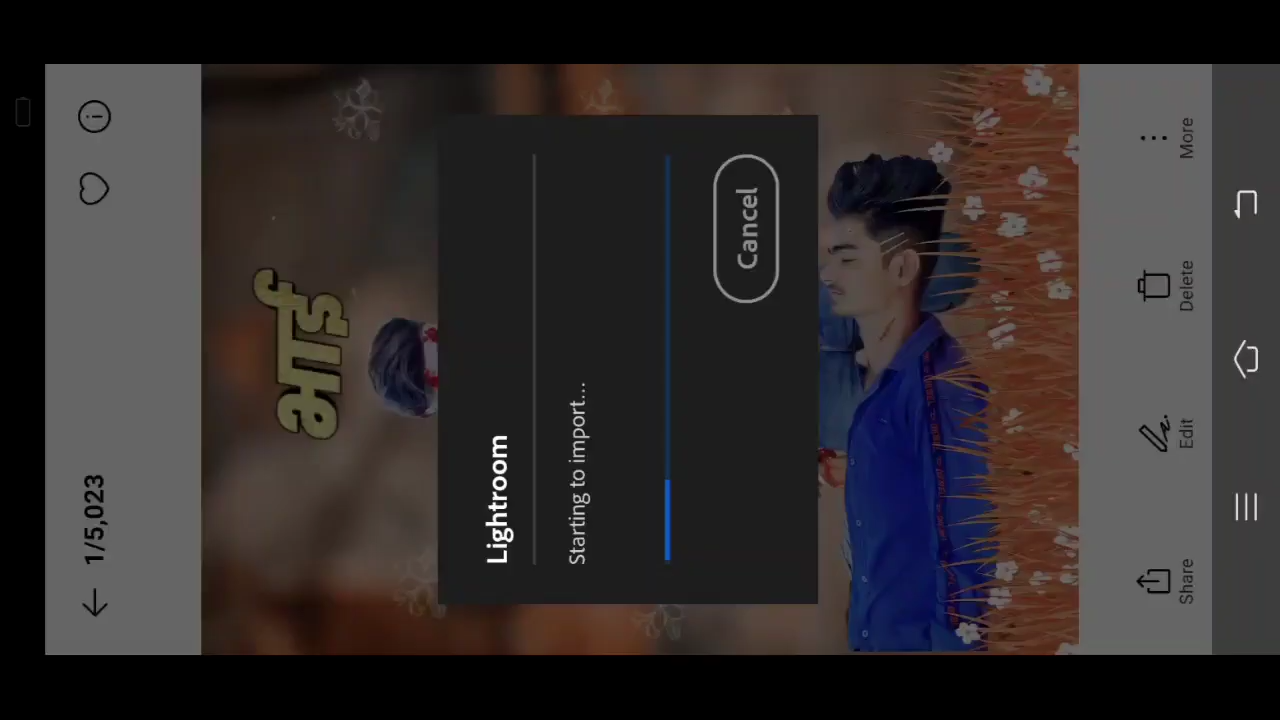 ← 1/5,023
भाई
Lightroom
Starting to import...
Cancel
Share
Edit
Delete
More